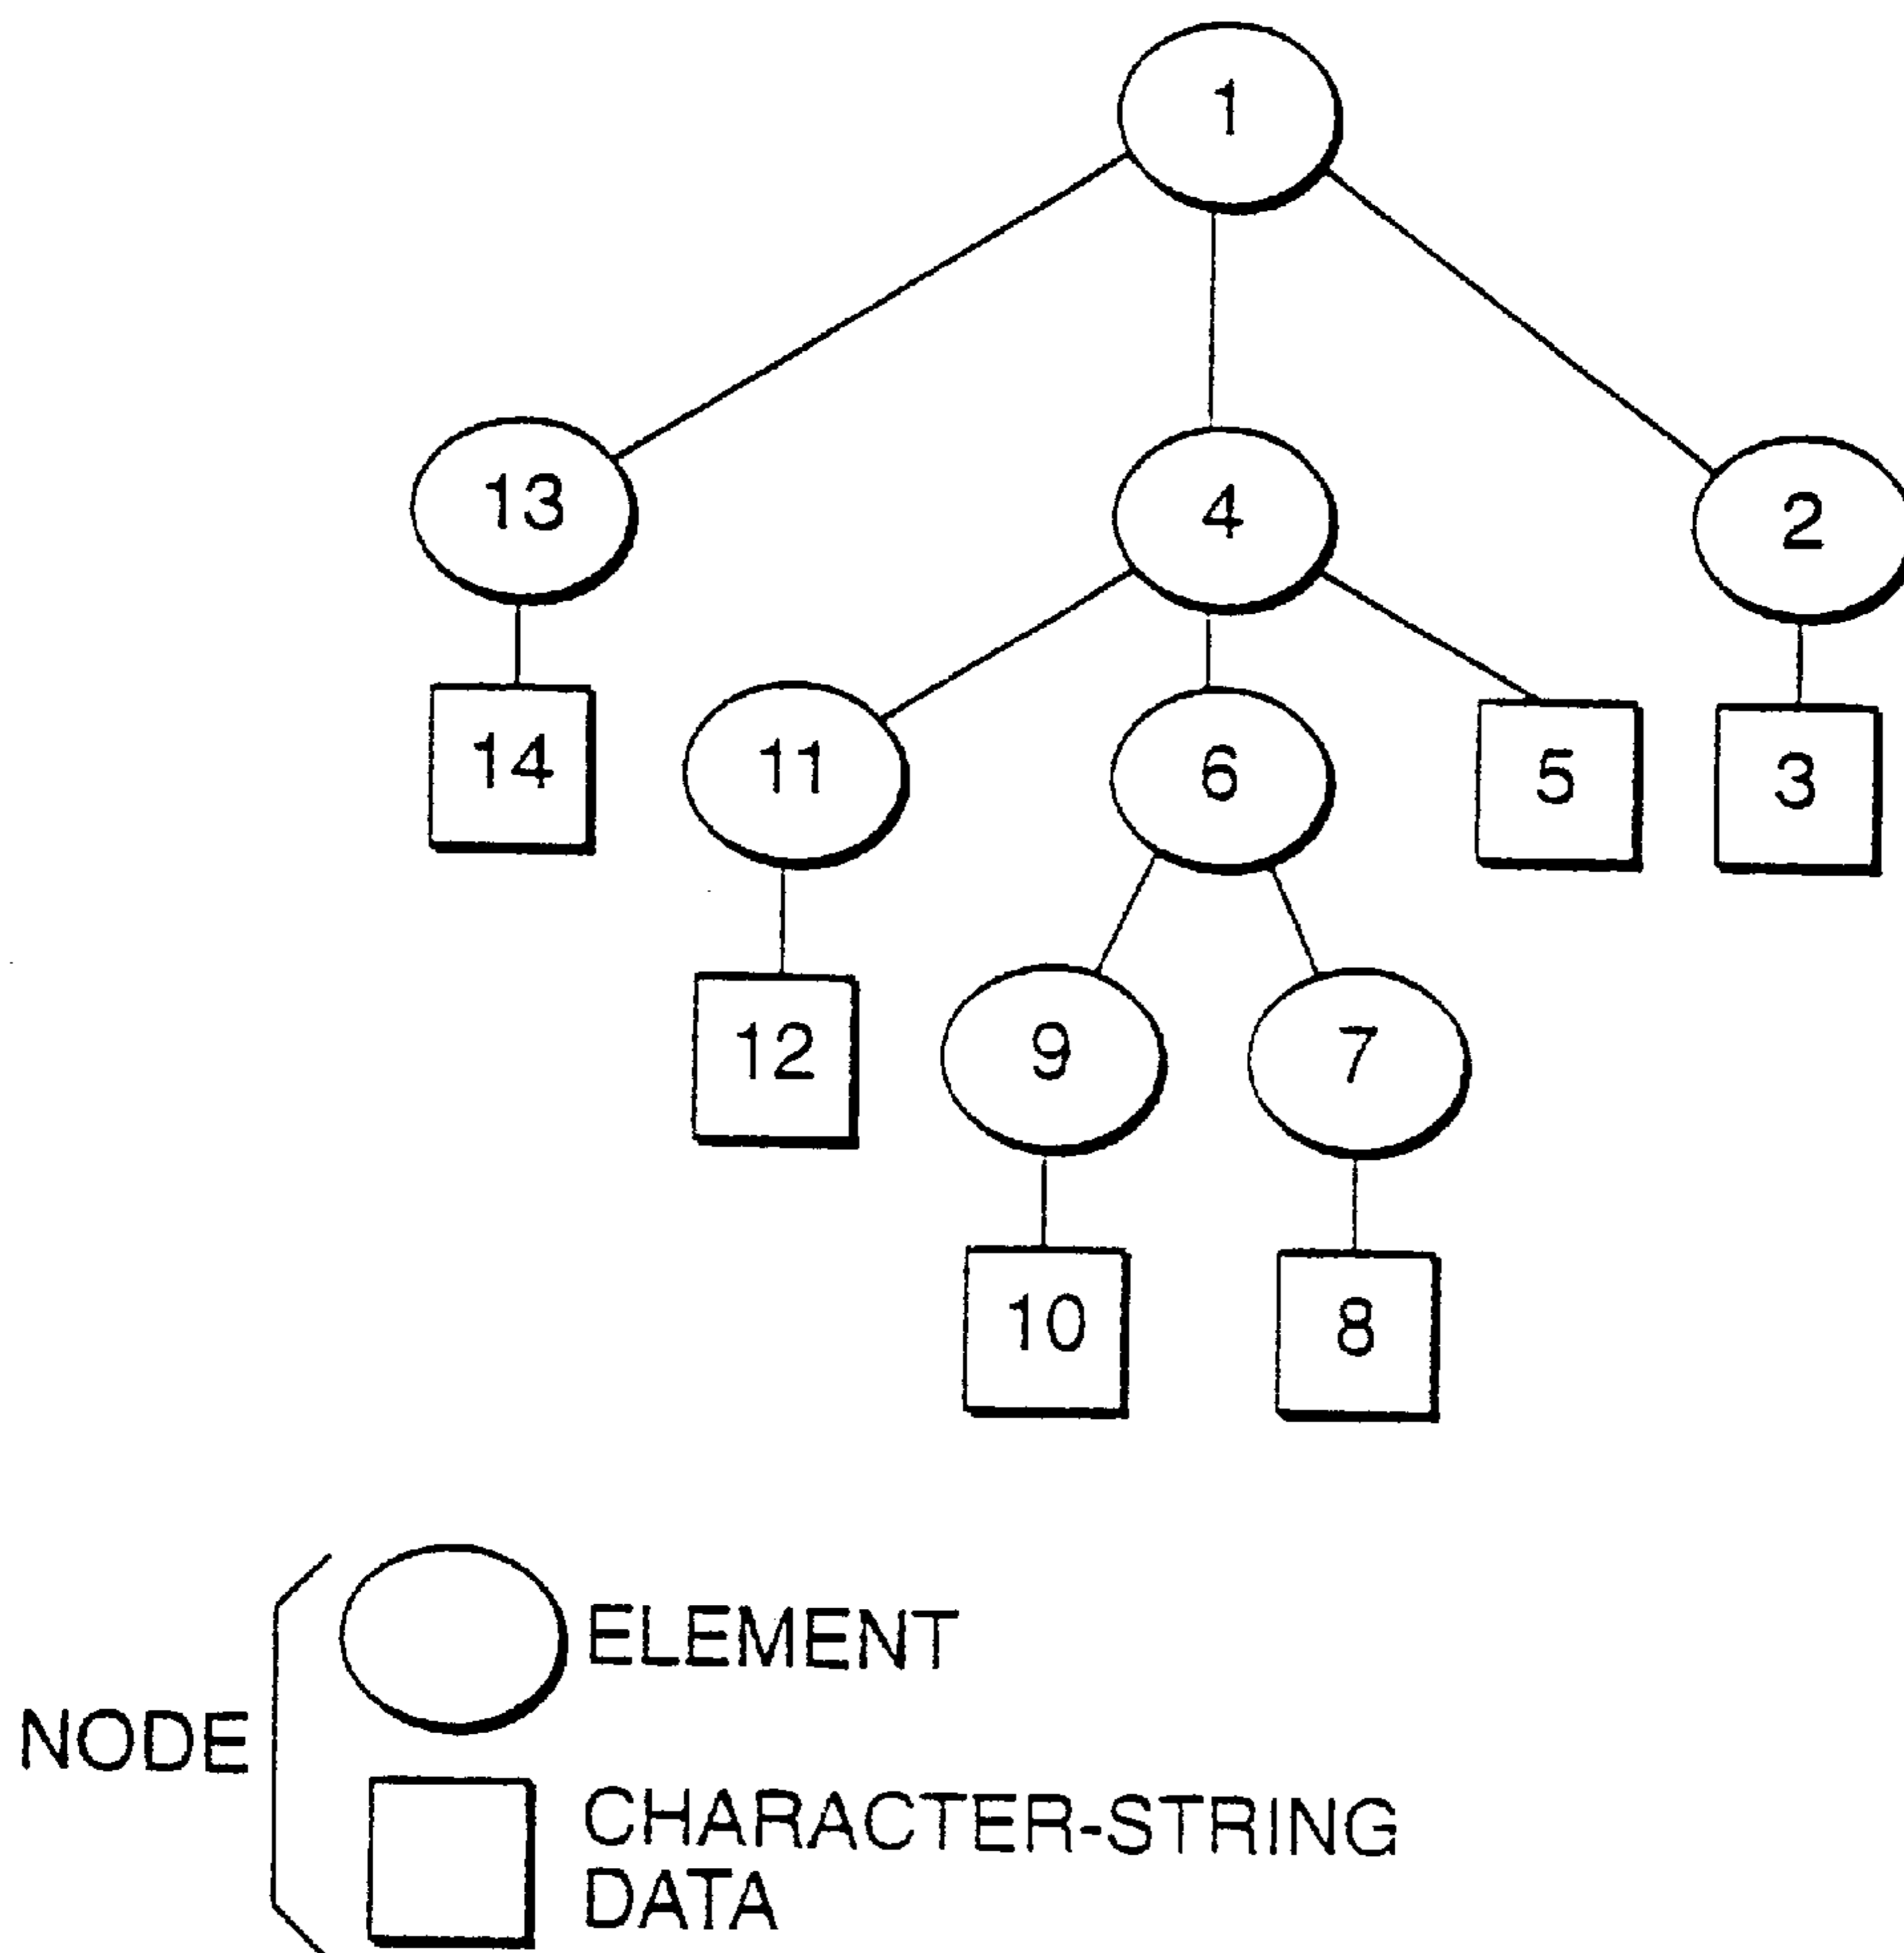 1
13 4 2
14 11 6 5 3
12 9 7
10 8
ELEMENT
NODE
CHARACTER-STRING
DATA